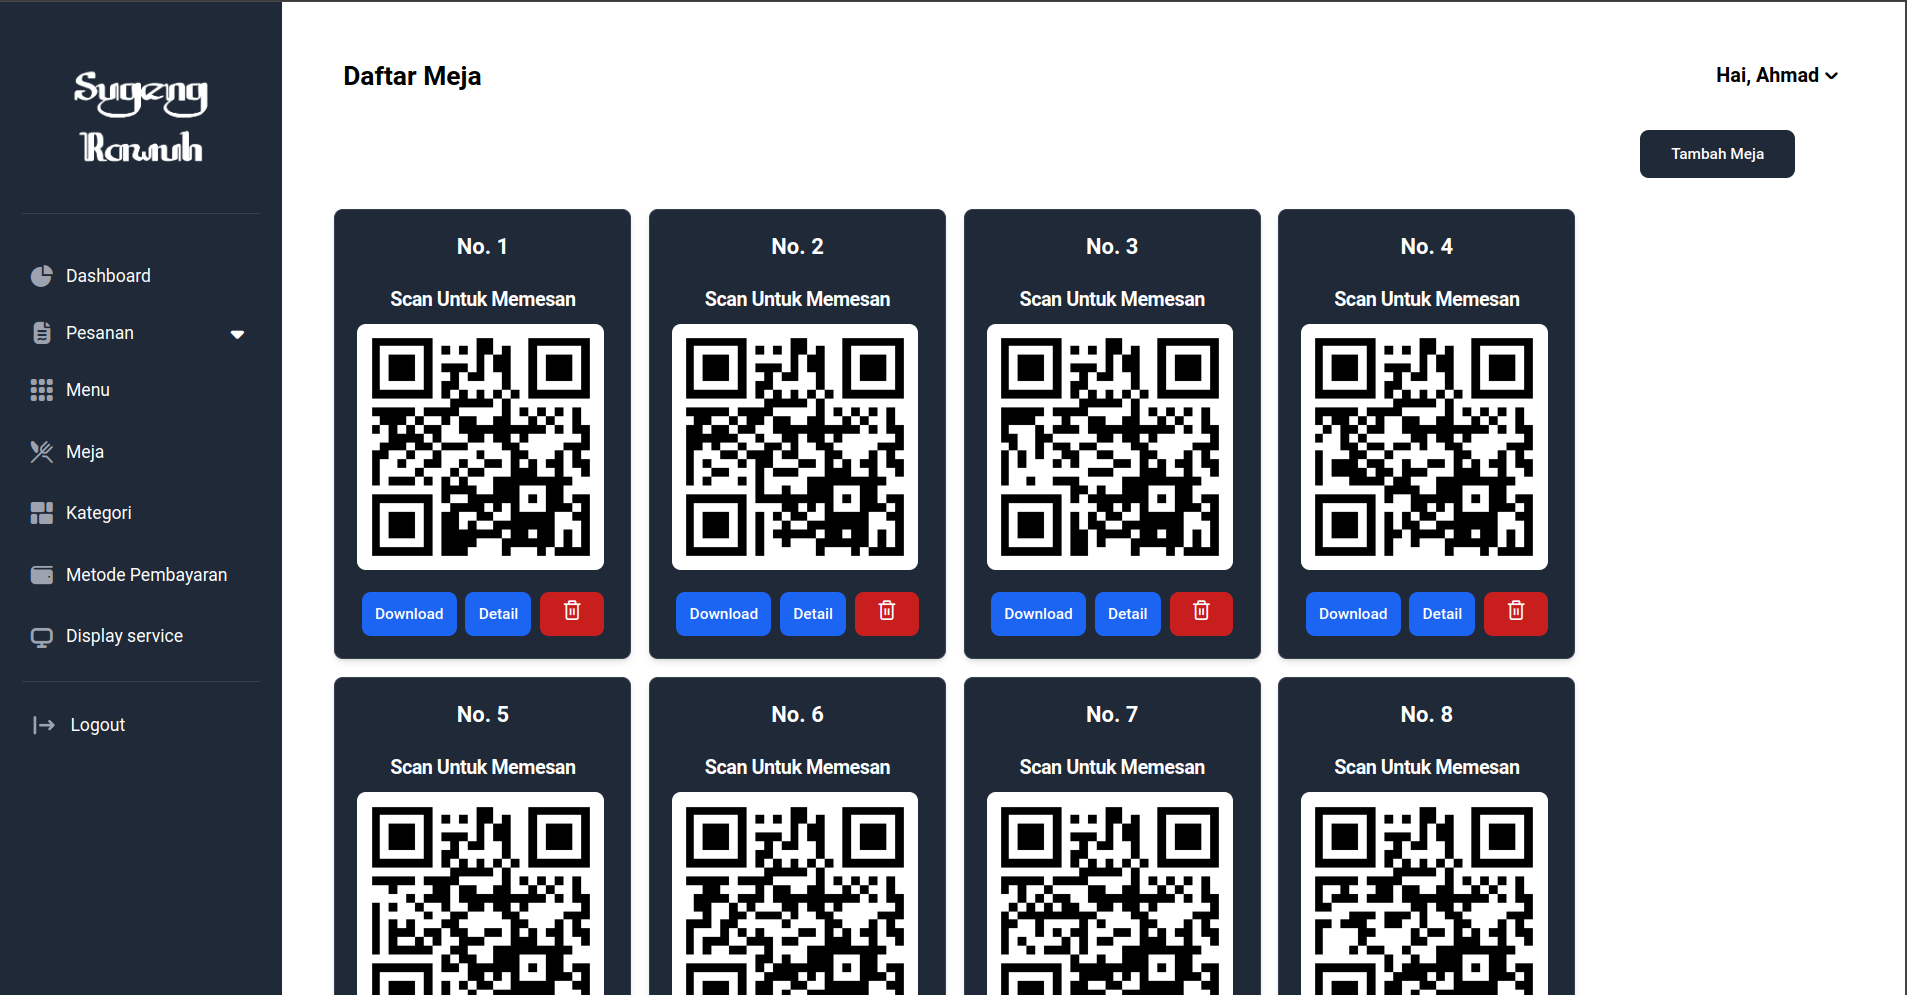 Sugeng
Rawuh
Dashboard
Pesanan
Menu
Meja
Kategori
Metode Pembayaran
Display service
Logout
Daftar Meja
Hai, Ahmad
Tambah Meja
No. 1
Scan Untuk Memesan
Download Detail
No. 2
Scan Untuk Memesan
Download Detail
No. 3
Scan Untuk Memesan
Download Detail
No. 4
Scan Untuk Memesan
Download Detail
No. 5
Scan Untuk Memesan
No. 6
Scan Untuk Memesan
No. 7
Scan Untuk Memesan
No. 8
Scan Untuk Memesan